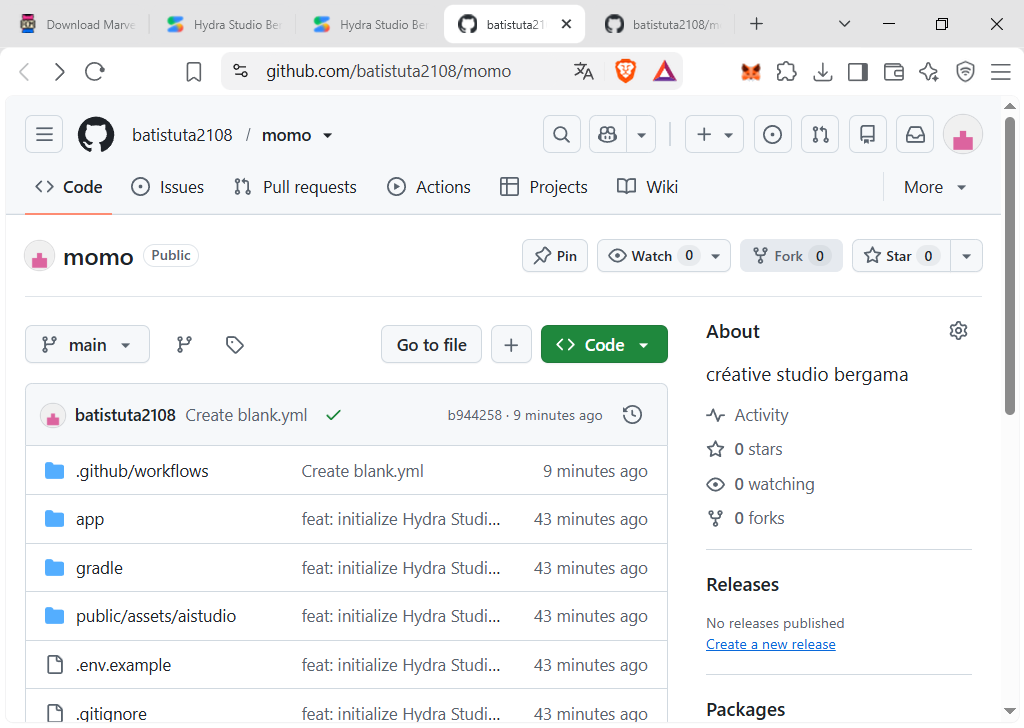 Download Marve
Hydra Studio Ber
Hydra Studio Ber
batistuta21
batistuta2108/m
github.com/batistuta2108/momo
batistuta2108 / momo
Code Issues Pull requests Actions Projects Wiki More
momo Public Pin Watch 0 Fork 0 Star 0
main Go to file Code
batistuta2108 Create blank.yml b944258 · 9 minutes ago
.github/workflows Create blank.yml 9 minutes ago
app feat: initialize Hydra Studi... 43 minutes ago
gradle feat: initialize Hydra Studi... 43 minutes ago
public/assets/aistudio feat: initialize Hydra Studi... 43 minutes ago
.env.example feat: initialize Hydra Studi... 43 minutes ago
.gitignore feat: initialize Hydra Studi... 43 minutes ago
About
créative studio bergama
Activity
0 stars
0 watching
0 forks
Releases
No releases published
Create a new release
Packages